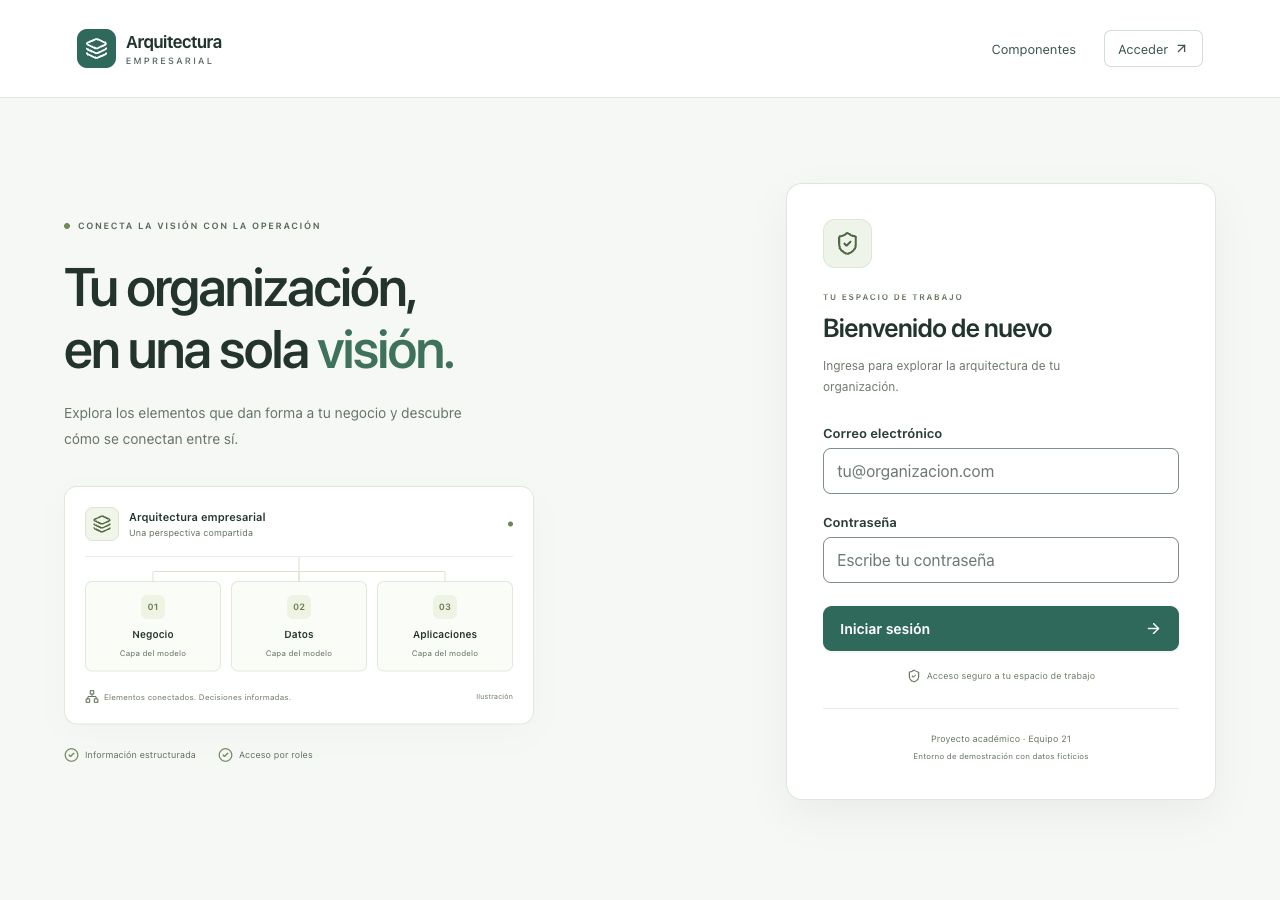 Arquitectura
EMPRESARIAL
Componentes
Acceder
CONECTA LA VISIÓN CON LA OPERACIÓN
Tu organización,
en una sola visión.
Explora los elementos que dan forma a tu negocio y descubre
cómo se conectan entre sí.
Arquitectura empresarial
Una perspectiva compartida
01
Negocio
Capa del modelo
02
Datos
Capa del modelo
03
Aplicaciones
Capa del modelo
Elementos conectados. Decisiones informadas.
Ilustración
Información estructurada
Acceso por roles
TU ESPACIO DE TRABAJO
Bienvenido de nuevo
Ingresa para explorar la arquitectura de tu
organización.
Correo electrónico
tu@organizacion.com
Contraseña
Escribe tu contraseña
Iniciar sesión
Acceso seguro a tu espacio de trabajo
Proyecto académico · Equipo 21
Entorno de demostración con datos ficticios